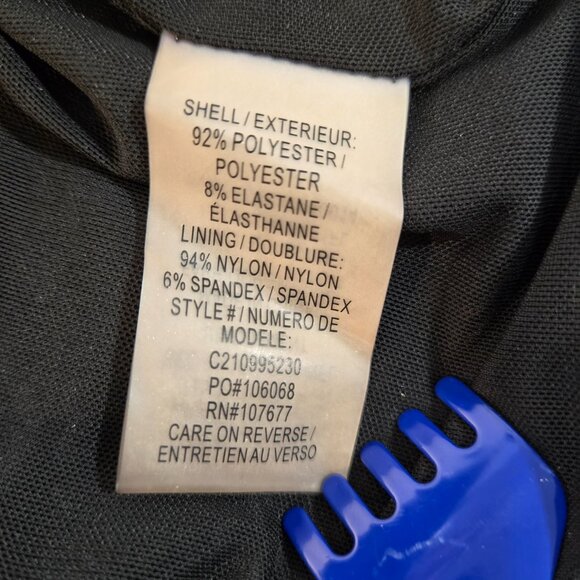 SHELL / EXTERIEUR:
92% POLYESTER /
POLYESTER
8% ELASTANE /
ÉLASTHANNE
LINING / DOUBLURE:
94% NYLON / NYLON
6% SPANDEX / SPANDEX
STYLE # / NUMERO DE
MODELE:
C210995230
PO#106068
RN#107677
CARE ON REVERSE /
ENTRETIEN AU VERSO